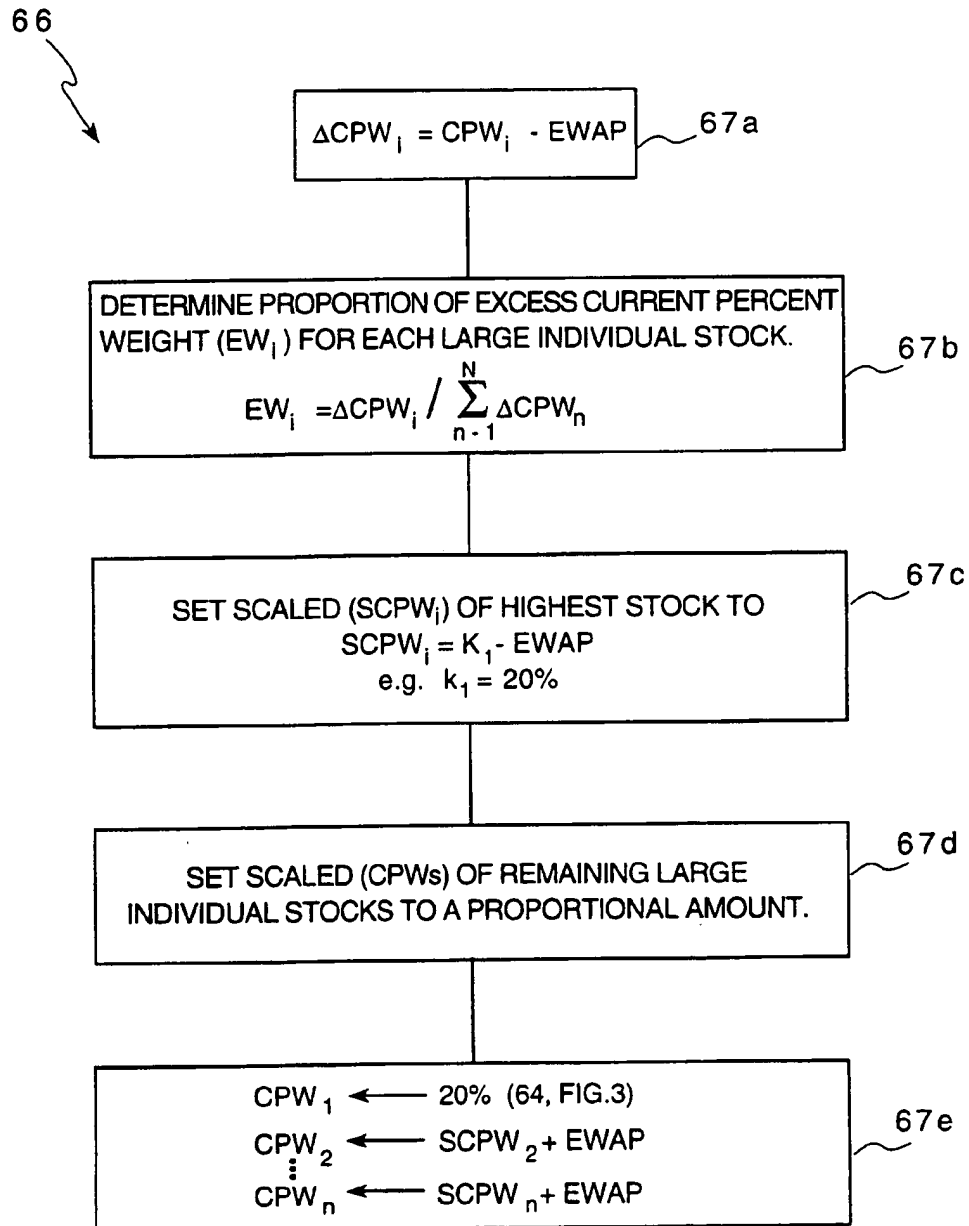 66
ΔCPW_i = CPW_i - EWAP
67a
DETERMINE PROPORTION OF EXCESS CURRENT PERCENT
WEIGHT (EW_i) FOR EACH LARGE INDIVIDUAL STOCK.
EW_i = ΔCPW_i / N Σ n - 1 ΔCPW_n
67b
67c
SET SCALED (SCPW_i) OF HIGHEST STOCK TO
SCPW_i = K_1 - EWAP
e.g. k_1 = 20%
67d
SET SCALED (CPWs) OF REMAINING LARGE
INDIVIDUAL STOCKS TO A PROPORTIONAL AMOUNT.
CPW_1 ← 20% (64, FIG.3)
CPW_2 ← SCPW_2 + EWAP
CPW_n ← SCPW_n + EWAP
67e